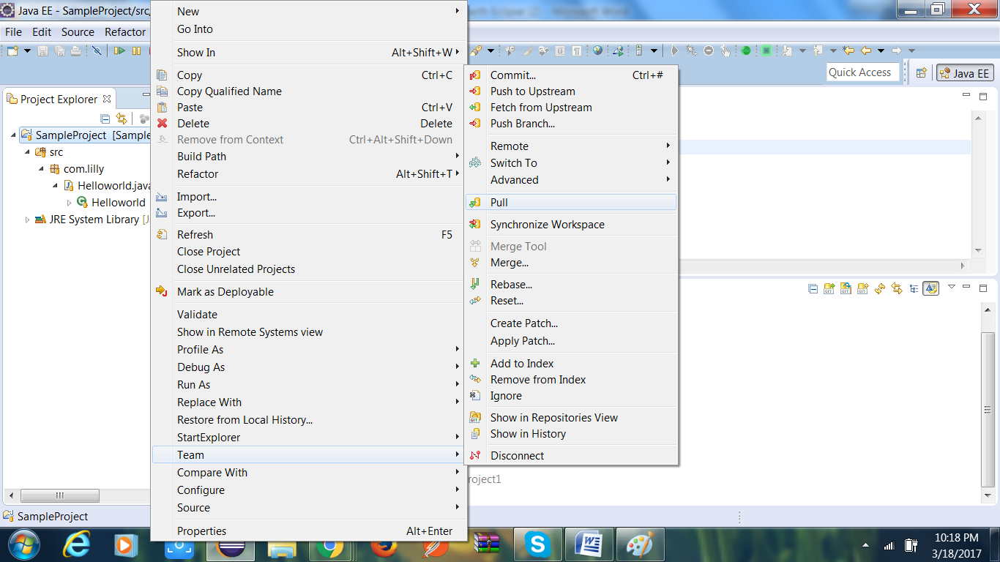 Java EE - SampleProject/src,
with Eclipse (2) - Microsoft Word
File Edit Source Refactor
Quick Access
Java EE
Project Explorer
SampleProject [Sample
src
com.lilly
Helloworld.java
Helloworld
JRE System Library [J
New
Go Into
Show In Alt+Shift+W
Copy Ctrl+C
Copy Qualified Name
Paste Ctrl+V
Delete Delete
Remove from Context Ctrl+Alt+Shift+Down
Build Path
Refactor Alt+Shift+T
Import...
Export...
Refresh F5
Close Project
Close Unrelated Projects
Mark as Deployable
Validate
Show in Remote Systems view
Profile As
Debug As
Run As
Replace With
Restore from Local History...
StartExplorer
Team
Compare With
Configure
Source
Properties Alt+Enter
Commit... Ctrl+#
Push to Upstream
Fetch from Upstream
Push Branch...
Remote
Switch To
Advanced
Pull
Synchronize Workspace
Merge Tool
Merge...
Rebase...
Reset...
Create Patch...
Apply Patch...
Add to Index
Remove from Index
Ignore
Show in Repositories View
Show in History
Disconnect
roject1
SampleProject
10:18 PM
3/18/2017